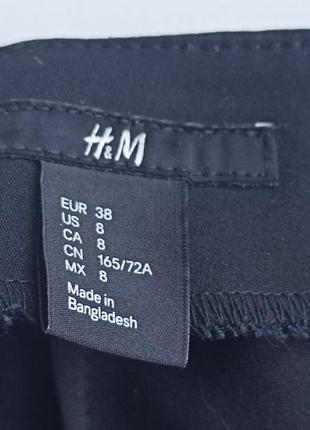 H&M
EUR 38
US 8
CA 8
CN 165/72A
MX 8
Made in
Bangladesh